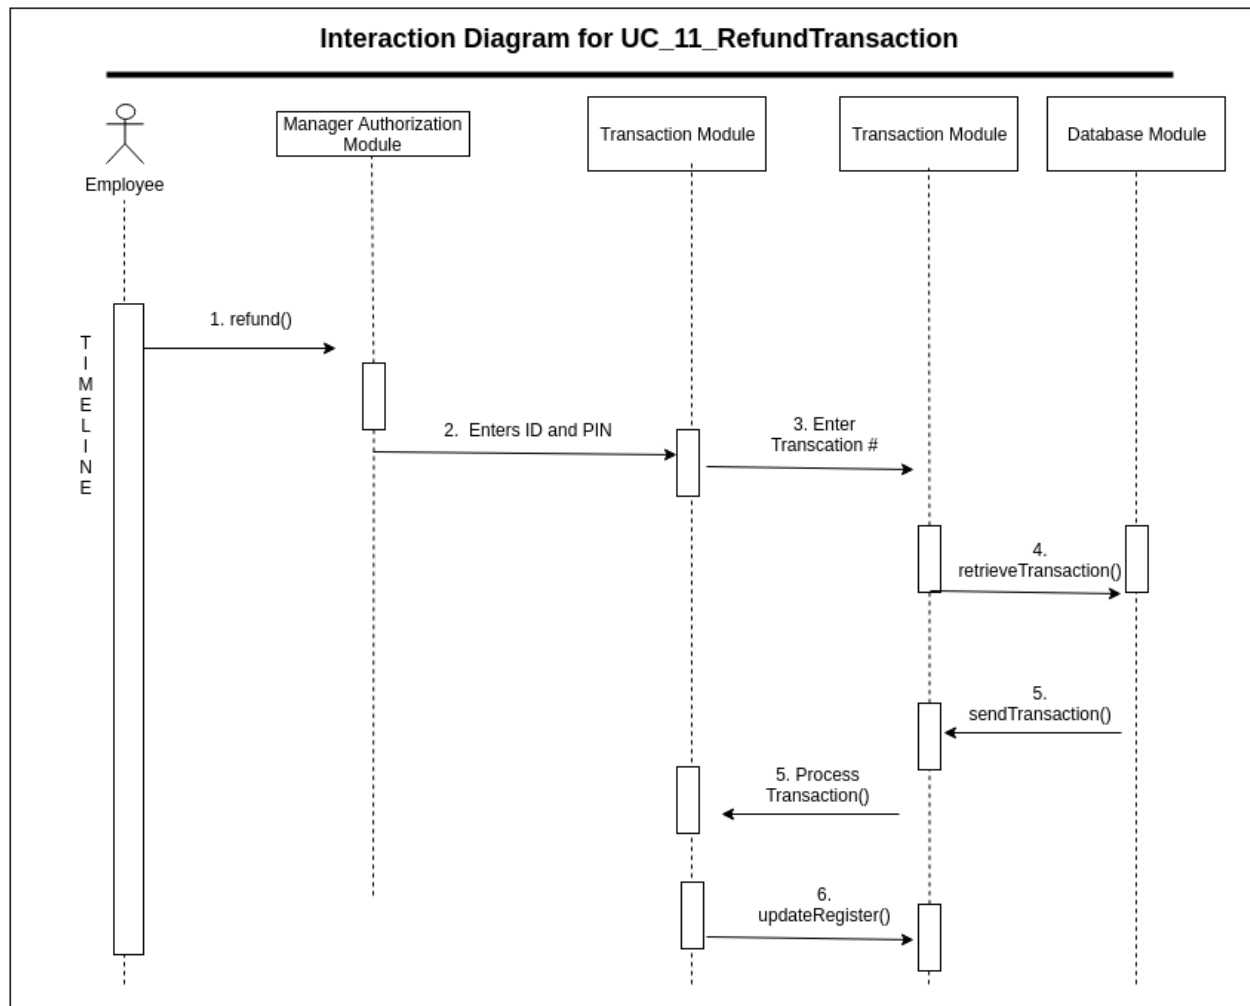 Interaction Diagram for UC_11_RefundTransaction
Employee
Manager Authorization
Module
Transaction Module
Transaction Module
Database Module
T
I
M
E
L
I
N
E
1. refund()
2. Enters ID and PIN
3. Enter
Transcation #
4.
retrieveTransaction()
5.
sendTransaction()
5. Process
Transaction()
6.
updateRegister()